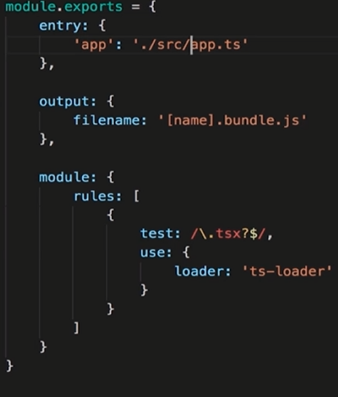 module.exports = {
    entry: {
        'app': './src/app.ts'
    },

    output: {
        filename: '[name].bundle.js'
    },

    module: {
        rules: [
            {
                test: /\.tsx?$/,
                use: {
                    loader: 'ts-loader'
                }
            }
        ]
    }
}